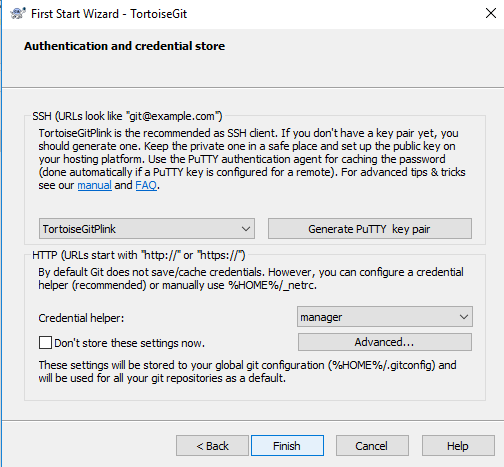 First Start Wizard - TortoiseGit
Authentication and credential store
SSH (URLs look like "git@example.com")
TortoiseGitPlink is the recommended as SSH client. If you don't have a key pair yet, you
should generate one. Keep the private one in a safe place and set up the public key on
your hosting platform. Use the PuTTY authentication agent for caching the password
(done automatically if a PuTTY key is configured for a remote). For advanced tips & tricks
see our manual and FAQ.
TortoiseGitPlink
Generate PuTTY key pair
HTTP (URLs start with "http://" or "https://")
By default Git does not save/cache credentials. However, you can configure a credential
helper (recommended) or manually use %HOME%/_netrc.
Credential helper:
manager
Don't store these settings now.
Advanced...
These settings will be stored to your global git configuration (%HOME%/.gitconfig) and
will be used for all your git repositories as a default.
< Back
Finish
Cancel
Help